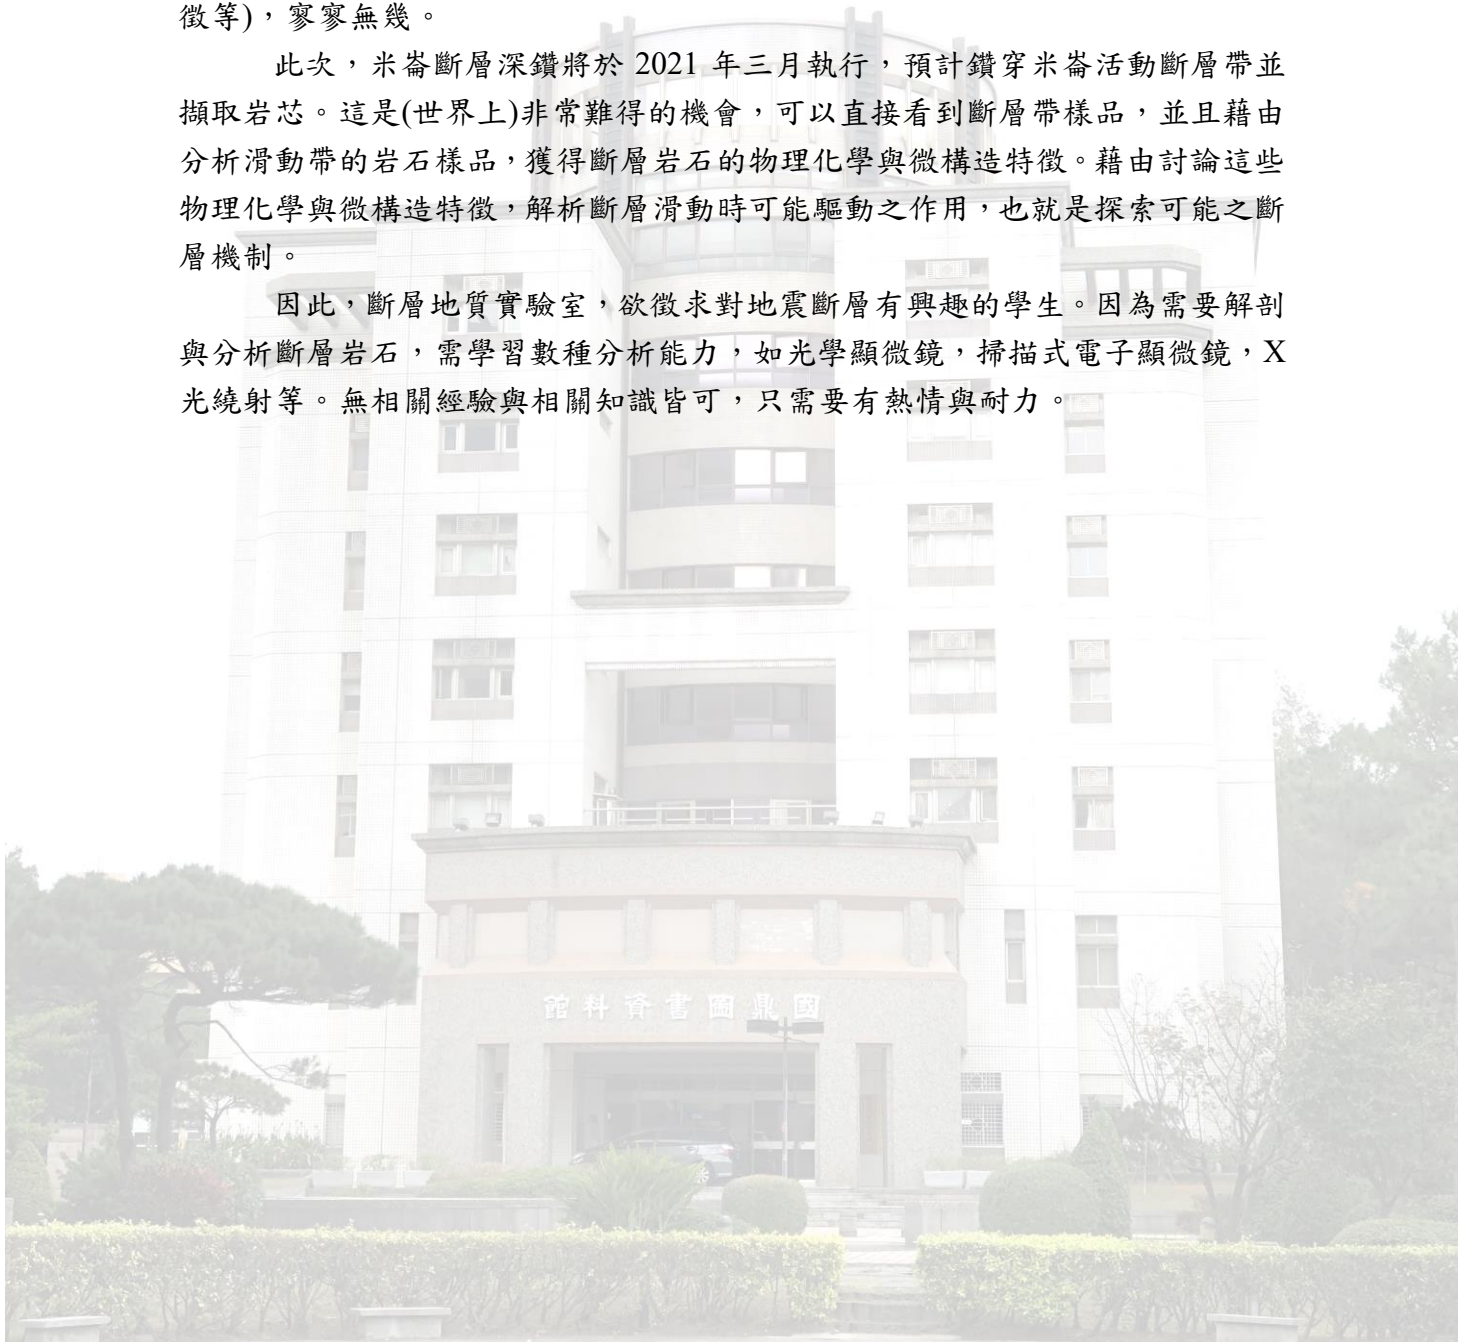 徵等)，寥寥無幾。
此次，米崙斷層深鑽將於 2021 年三月執行，預計鑽穿米崙活動斷層帶並
擷取岩芯。這是(世界上)非常難得的機會，可以直接看到斷層帶樣品，並且藉由
分析滑動帶的岩石樣品，獲得斷層岩石的物理化學與微構造特徵。藉由討論這些
物理化學與微構造特徵，解析斷層滑動時可能驅動之作用，也就是探索可能之斷
層機制。
因此，斷層地質實驗室，欲徵求對地震斷層有興趣的學生。因為需要解剖
與分析斷層岩石，需學習數種分析能力，如光學顯微鏡，掃描式電子顯微鏡，X
光繞射等。無相關經驗與相關知識皆可，只需要有熱情與耐力。
館料資書圖鼎國